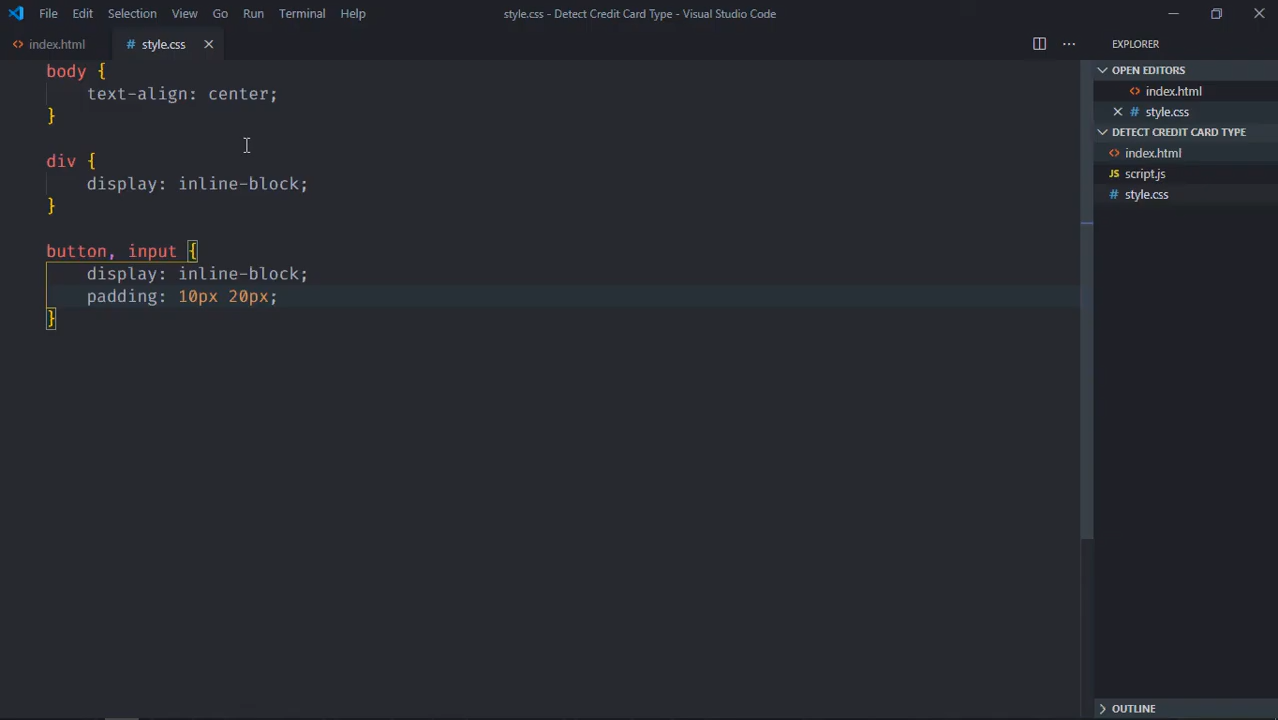 File Edit Selection View Go Run Terminal Help
style.css - Detect Credit Card Type - Visual Studio Code
index.html
# style.css
body {
    text-align: center;
}
div {
    display: inline-block;
}
button, input {
    display: inline-block;
    padding: 10px 20px;
}
EXPLORER
OPEN EDITORS
<> index.html
# style.css
DETECT CREDIT CARD TYPE
<> index.html
JS script.js
# style.css
OUTLINE